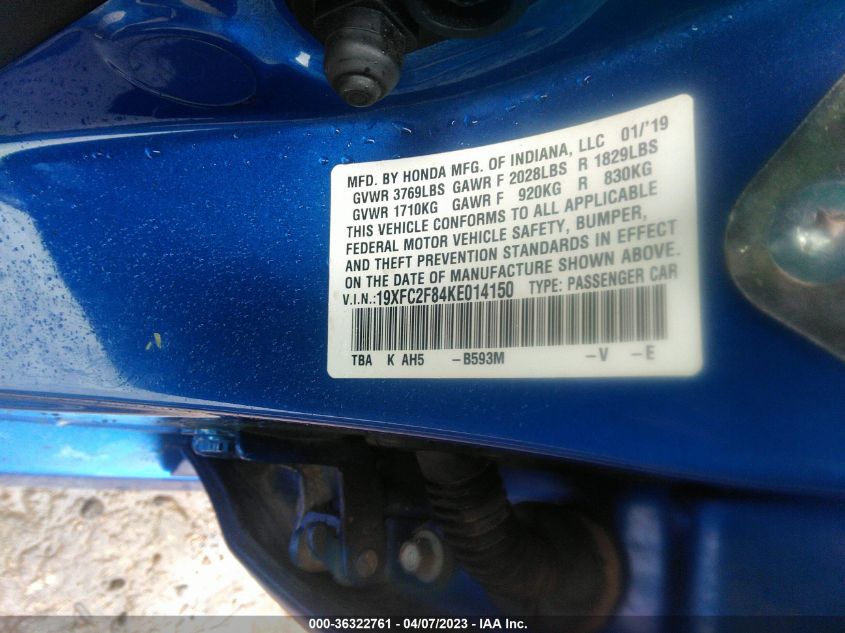 MFD. BY HONDA MFG. OF INDIANA, LLC 01/'19
GVWR 3769LBS GAWR F 2028LBS R 1829LBS
GVWR 1710KG GAWR F 920KG R 830KG
THIS VEHICLE CONFORMS TO ALL APPLICABLE
FEDERAL MOTOR VEHICLE SAFETY, BUMPER,
AND THEFT PREVENTION STANDARDS IN EFFECT
ON THE DATE OF MANUFACTURE SHOWN ABOVE.
V.I.N.:19XFC2F84KE014150 TYPE: PASSENGER CAR
TBA K AH5 -B593M -V -E
000-36322761 - 04/07/2023 - IAA Inc.